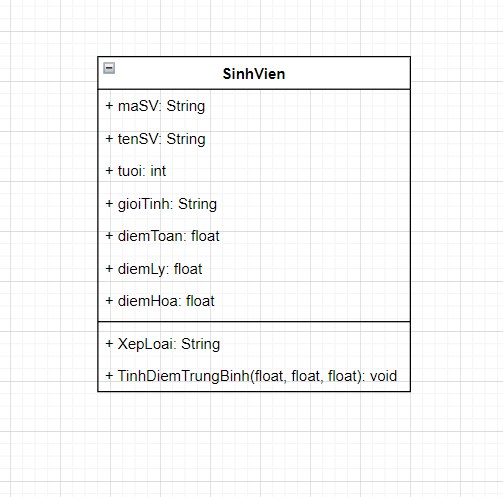 SinhVien
+ maSV: String
+ tenSV: String
+ tuoi: int
+ gioiTinh: String
+ diemToan: float
+ diemLy: float
+ diemHoa: float
+ XepLoai: String
+ TinhDiemTrungBinh(float, float, float): void